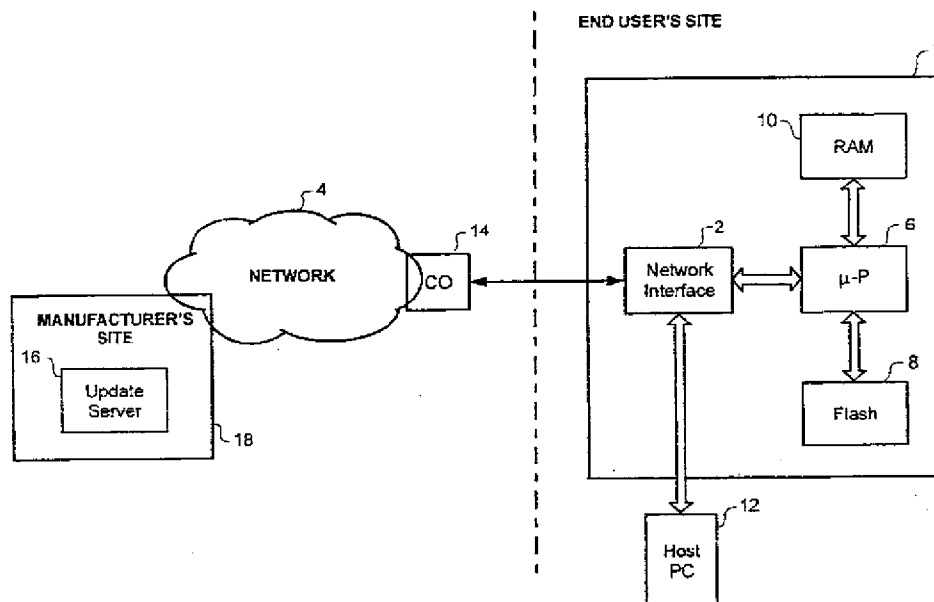 END USER'S SITE
10
RAM
4
14
2
6
NETWORK
CO
Network
Interface
µ-P
MANUFACTURER'S
SITE
16
Update
Server
18
8
Flash
12
Host
PC